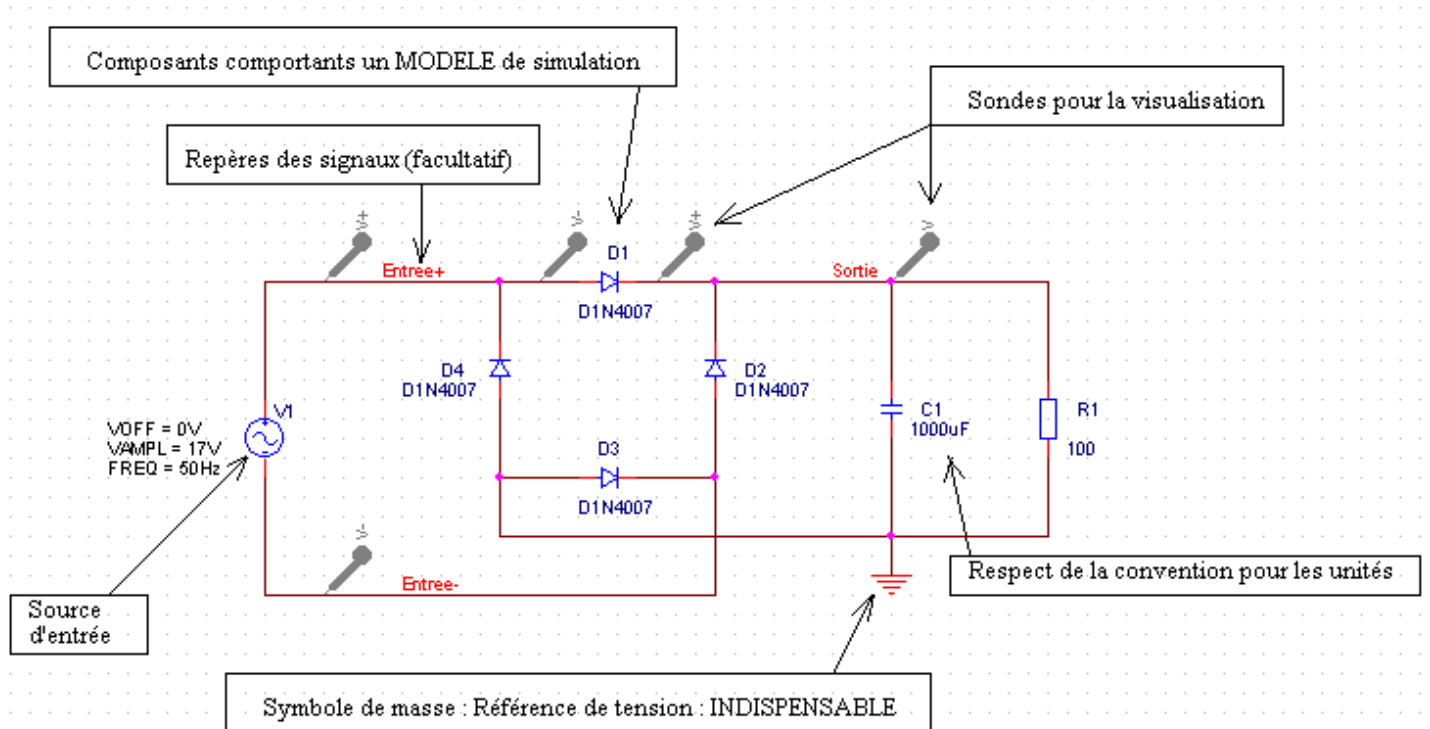 Composants comportants un MODELE de simulation
Sondes pour la visualisation
Repères des signaux (facultatif)
V+
V-
V+
V
D1
Entree+
Sortie
D1N4007
D4
D1N4007
D2
D1N4007
V1
VOFF = 0V
VAMPL = 17V
FREQ = 50Hz
C1
1000uF
R1
100
D3
D1N4007
V-
Entree-
Respect de la convention pour les unités
Source
d'entrée
Symbole de masse : Référence de tension : INDISPENSABLE